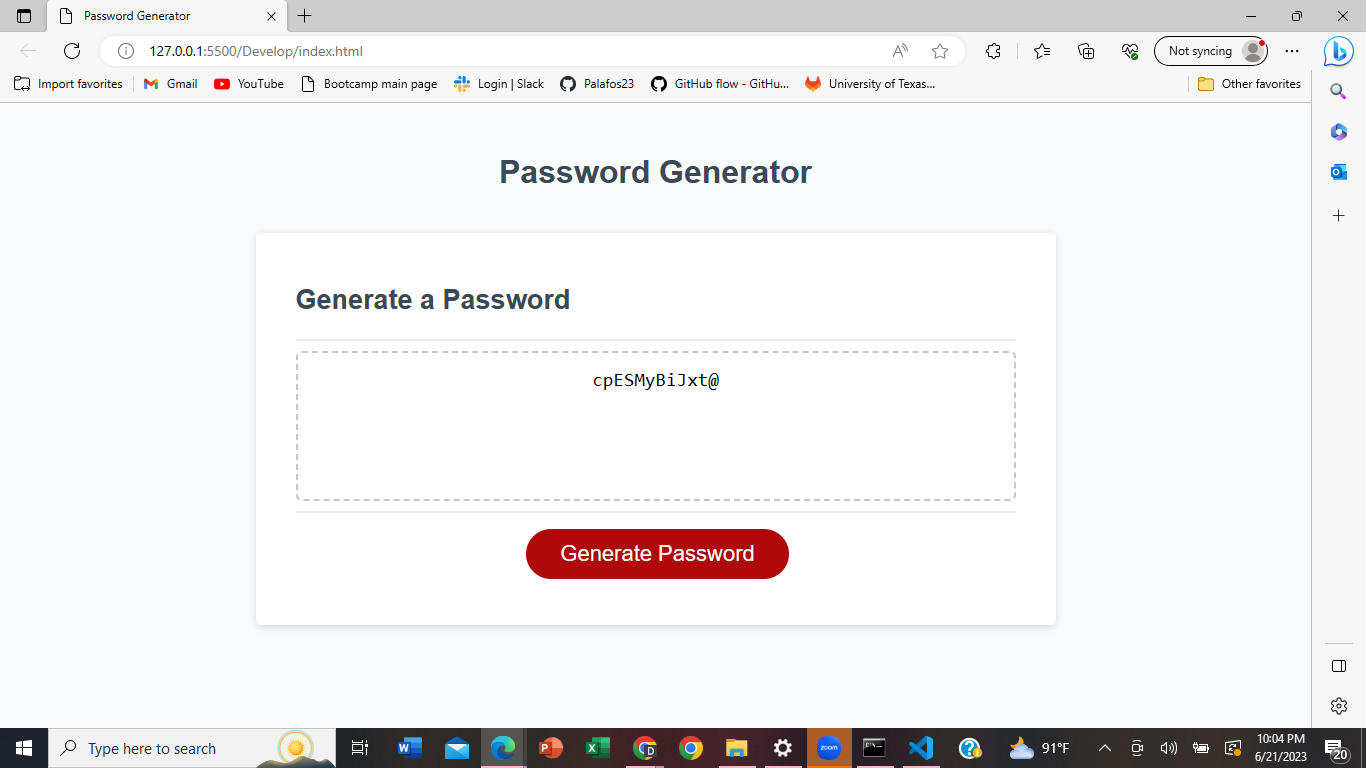 Password Generator
127.0.0.1:5500/Develop/index.html
Not syncing
Import favorites
Gmail
YouTube
Bootcamp main page
Login | Slack
Palafos23
GitHub flow - GitHu...
University of Texas...
Other favorites
Password Generator
Generate a Password
cpESMyBiJxt@
Generate Password
Type here to search
zoom
91°F
10:04 PM
6/21/2023
20